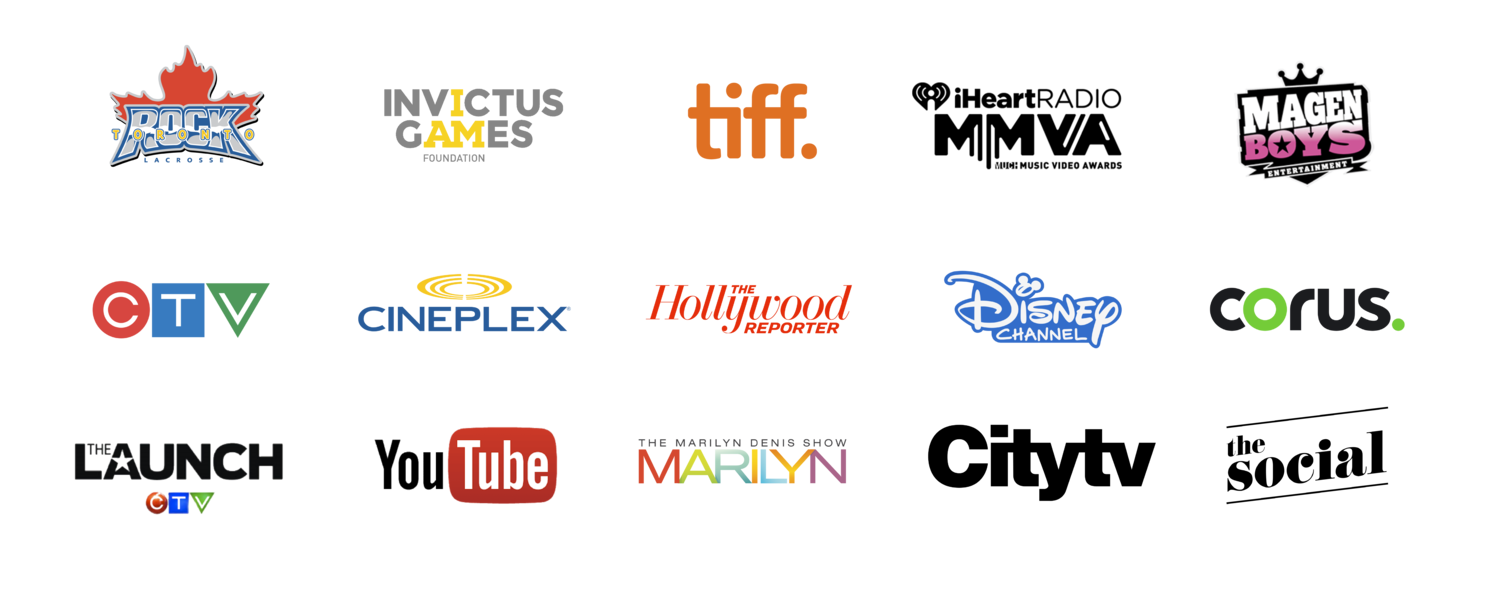 ROCK
TORONTO
LACROSSE
INVICTUS
GAMES
FOUNDATION
tiff.
iHeartRADIO
MMVA
MUCH MUSIC VIDEO AWARDS
MAGEN
BOYS
ENTERTAINMENT
CTV
CINEPLEX®
THE
Hollywood
REPORTER
Disney
CHANNEL
corus.
THE
LAUNCH
CTV
YouTube
THE MARILYN DENIS SHOW
MARILYN
Citytv
the
social